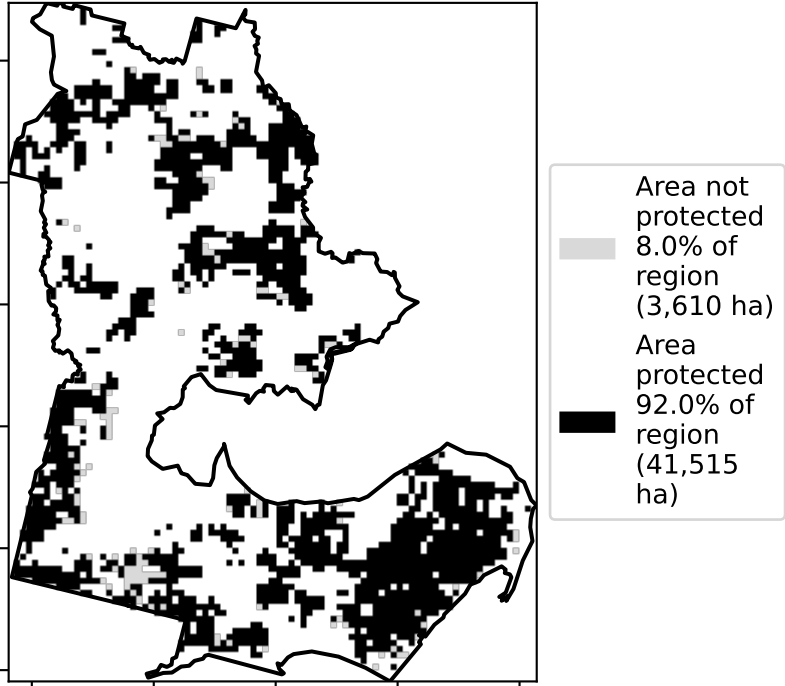 Area not
protected
8.0% of
region
(3,610 ha)
Area
protected
92.0% of
region
(41,515
ha)